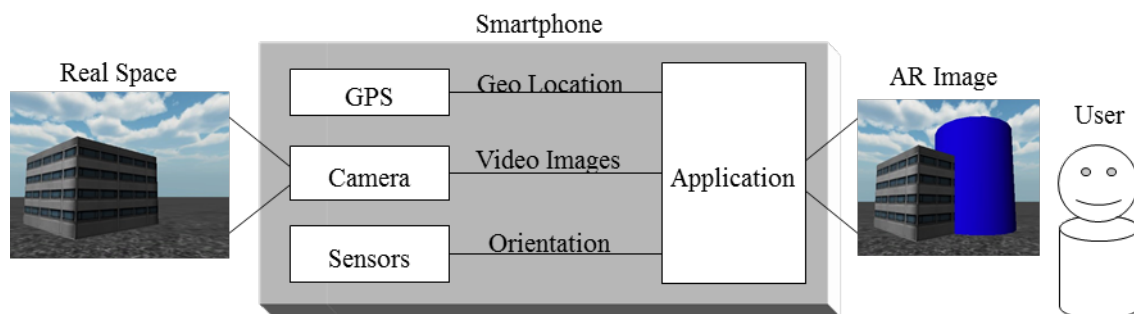 Smartphone
Real Space
GPS
Geo Location
AR Image
User
Camera
Video Images
Application
Sensors
Orientation